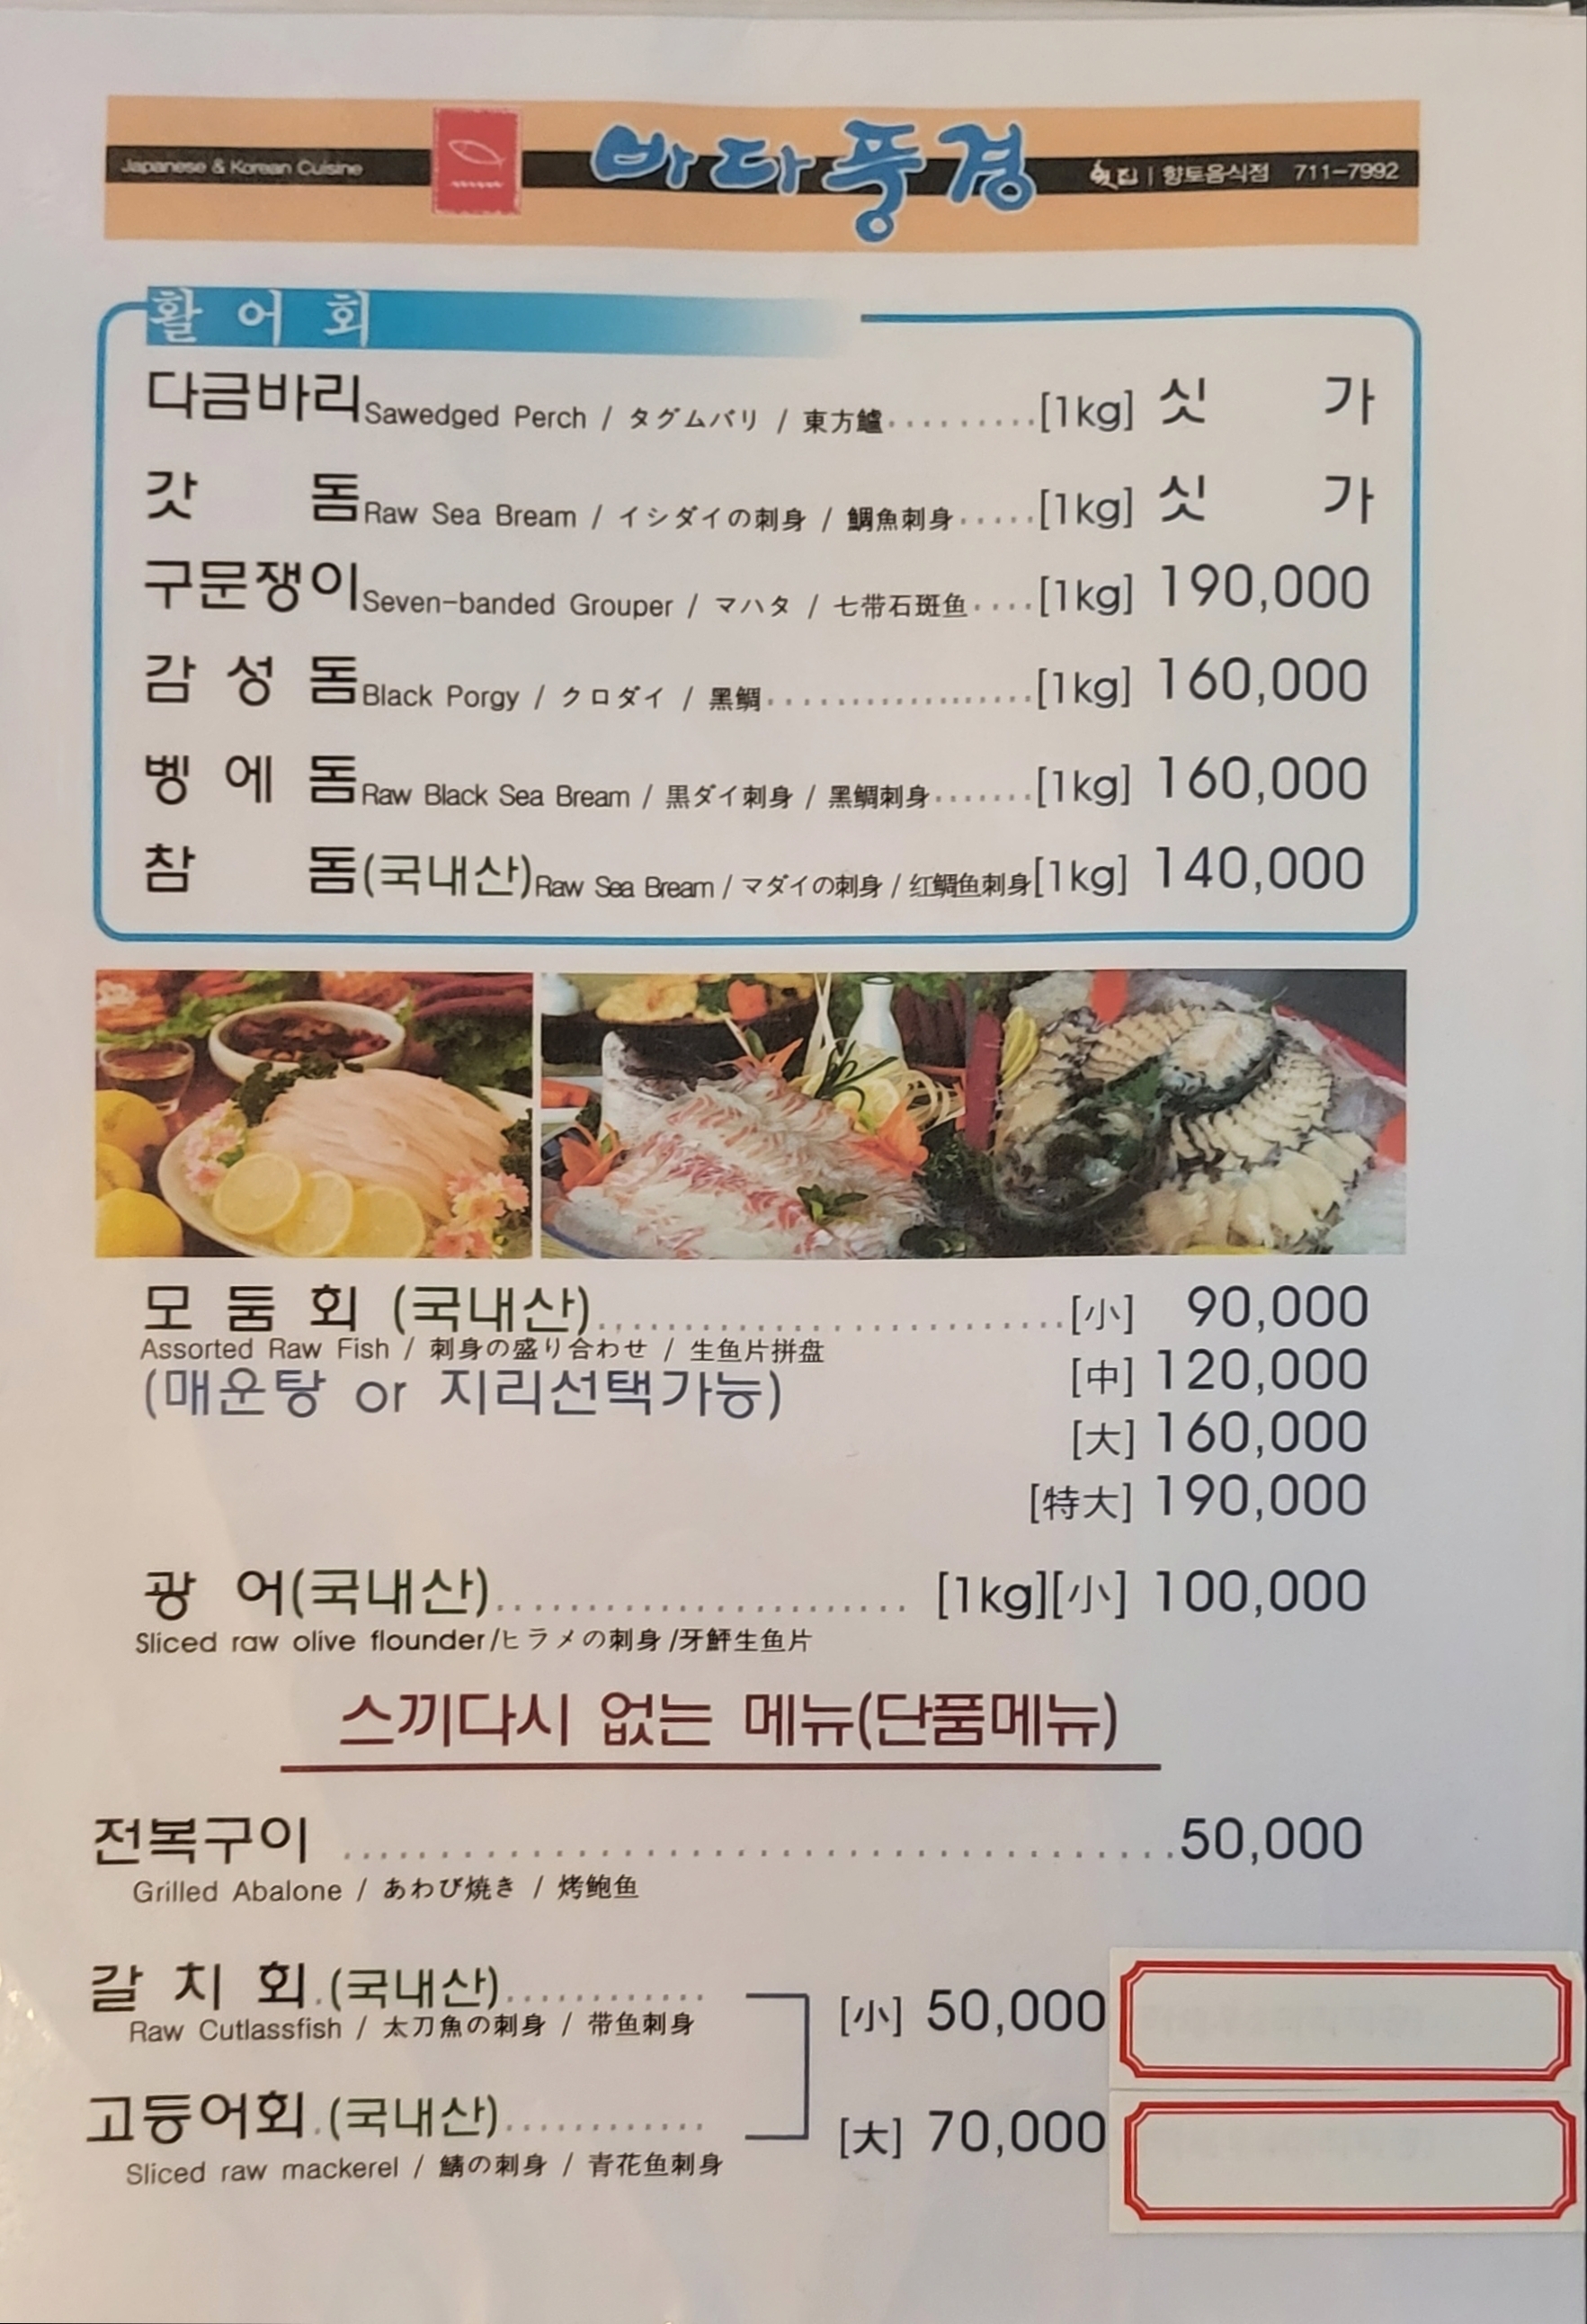 Japanese & Korean Cuisine 바다풍경 횟집 | 향토음식점 711-7992
활어회
다금바리 Sawedged Perch / タグムバリ / 東方鱸 [1kg] 싯 가
갓 돔 Raw Sea Bream / イシダイの刺身 / 鯛魚刺身 [1kg] 싯 가
구문쟁이 Seven-banded Grouper / マハタ / 七带石斑鱼 [1kg] 190,000
감 성 돔 Black Porgy / クロダイ / 黑鲷 [1kg] 160,000
벵 에 돔 Raw Black Sea Bream / 黒ダイ刺身 / 黑鲷刺身 [1kg] 160,000
참 돔(국내산) Raw Sea Bream / マダイの刺身 / 红鲷鱼刺身 [1kg] 140,000
모 둠 회 (국내산) [小] 90,000
Assorted Raw Fish / 刺身の盛り合わせ / 生鱼片拼盘
[中] 120,000
(매운탕 or 지리선택가능)
[大] 160,000
[特大] 190,000
광 어(국내산) [1kg][小] 100,000
Sliced raw olive flounder/ヒラメの刺身/牙鲆生鱼片
스끼다시 없는 메뉴(단품메뉴)
전복구이 50,000
Grilled Abalone / あわび焼き / 烤鲍鱼
갈 치 회.(국내산) [小] 50,000
Raw Cutlassfish / 太刀魚の刺身 / 带鱼刺身
고등어회.(국내산) [大] 70,000
Sliced raw mackerel / 鯖の刺身 / 青花鱼刺身